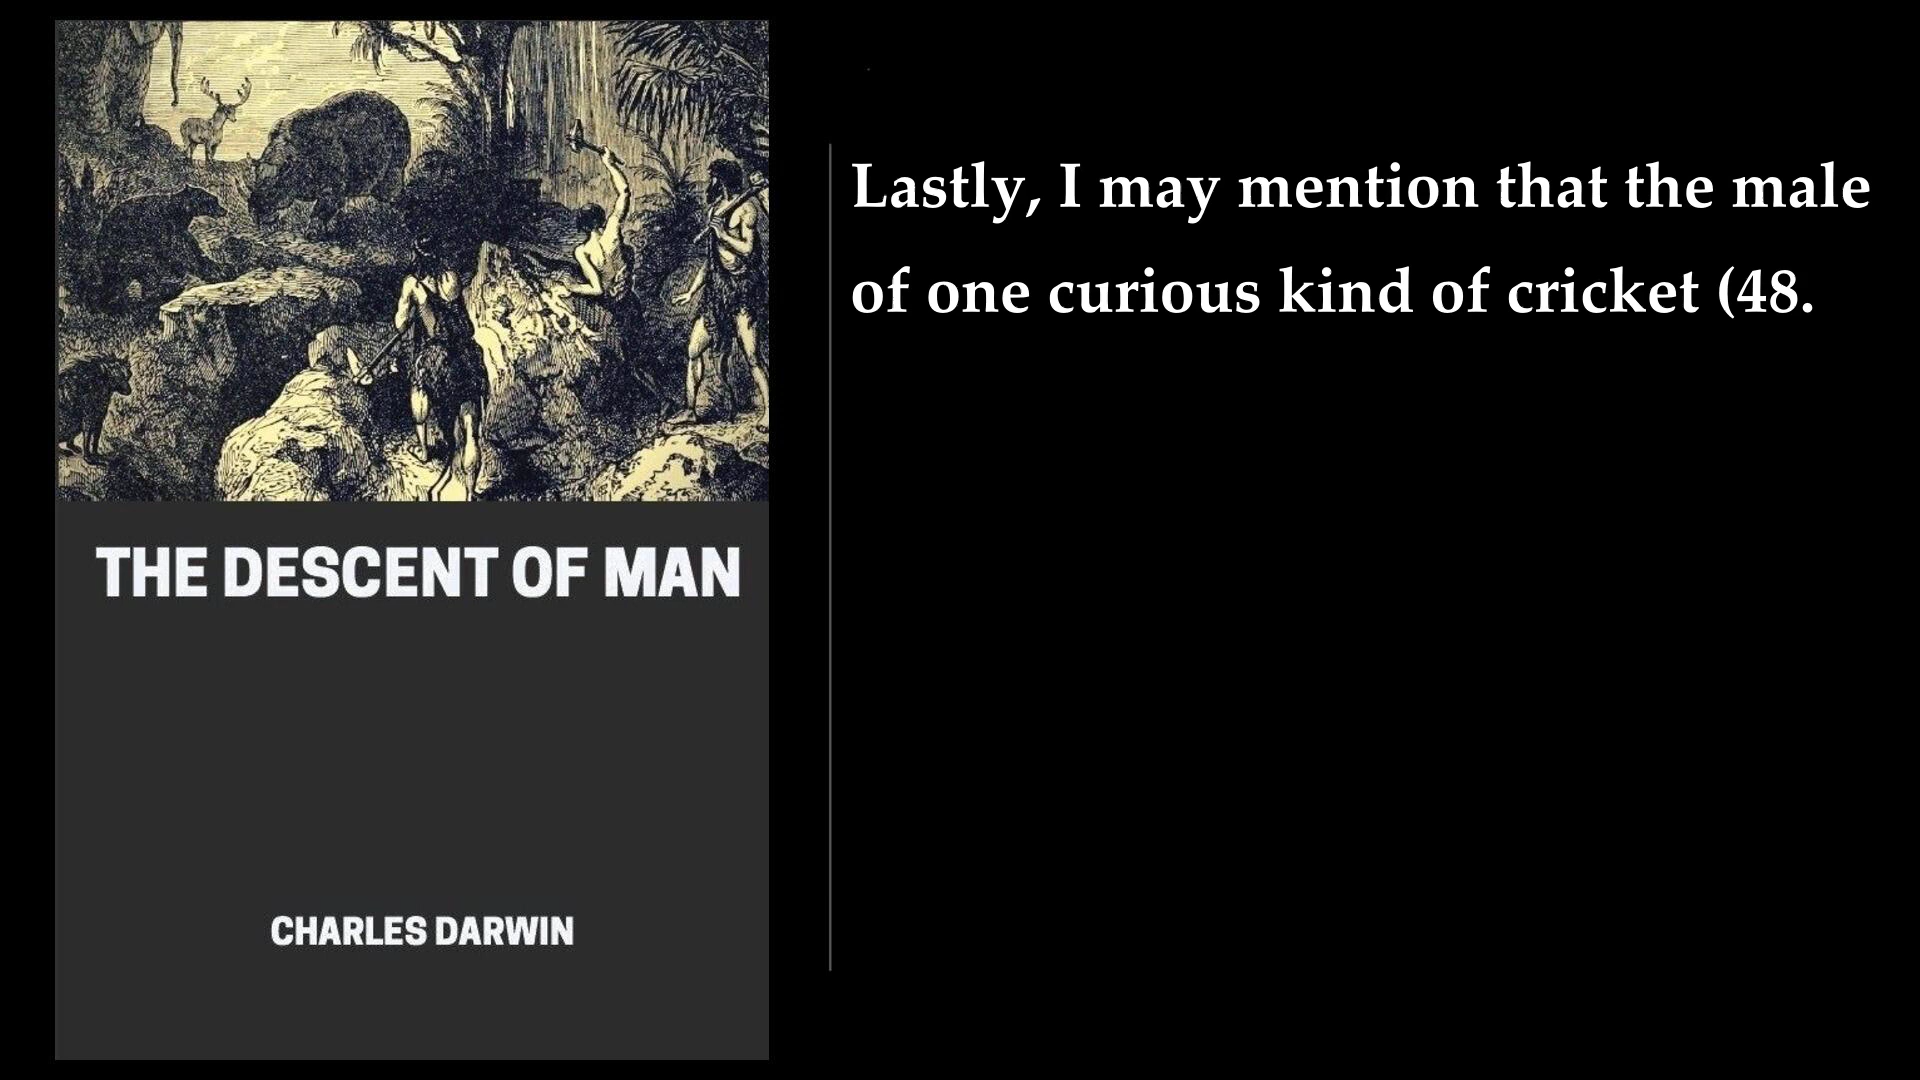 THE DESCENT OF MAN
CHARLES DARWIN
Lastly, I may mention that the male
of one curious kind of cricket (48.